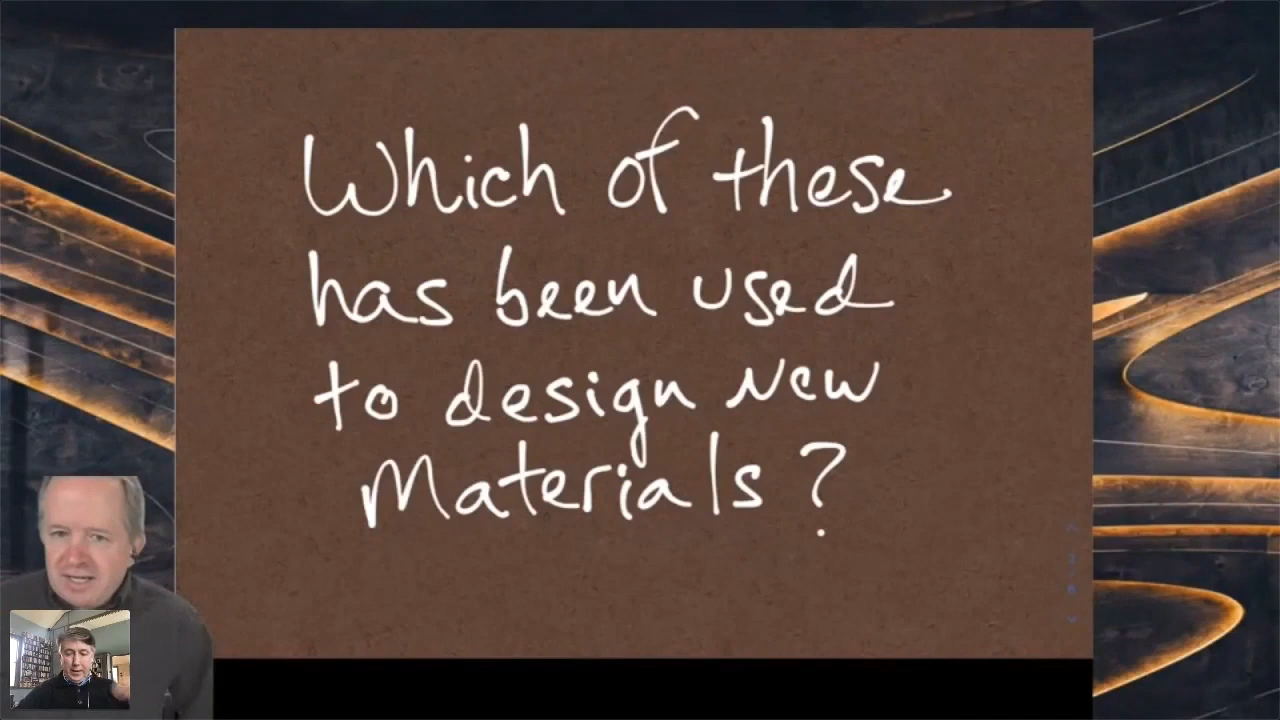 Which of these
has been used
to design New
Materials?